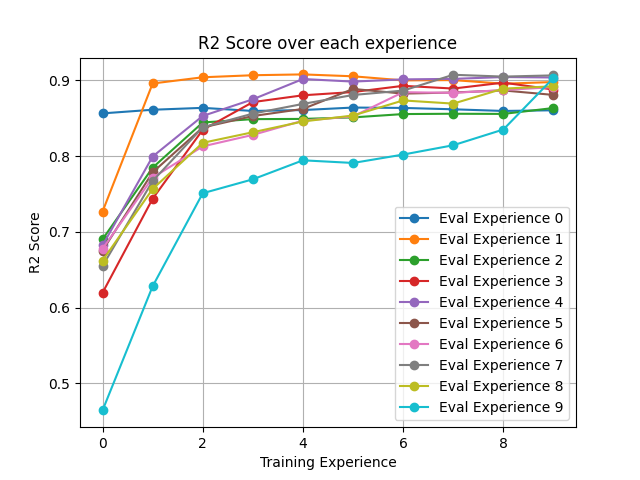 R2 Score over each experience
R2 Score
0.9
0.8
0.7
0.6
0.5
0
2
4
6
8
Training Experience
Eval Experience 0
Eval Experience 1
Eval Experience 2
Eval Experience 3
Eval Experience 4
Eval Experience 5
Eval Experience 6
Eval Experience 7
Eval Experience 8
Eval Experience 9